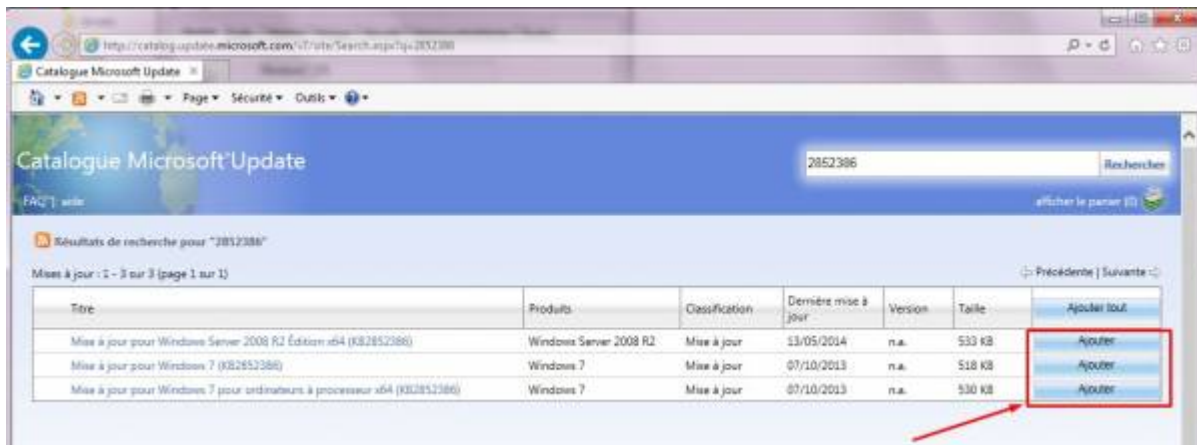 http://catalog.update.microsoft.com/v7/site/Search.aspx?q=2852386
Catalogue Microsoft Update
Page Sécurité Outils
Catalogue Microsoft Update
2852386
Rechercher
FAQ | aide
afficher le panier (0)
Résultats de recherche pour "2852386"
Mises à jour : 1 - 3 sur 3 (page 1 sur 1)
Précédente | Suivante
Titre Produits Classification Dernière mise à jour Version Taille Ajouter tout
Mise à jour pour Windows Server 2008 R2 Édition x64 (KB2852386) Windows Server 2008 R2 Mise à jour 13/05/2014 n.a. 533 KB Ajouter
Mise à jour pour Windows 7 (KB2852386) Windows 7 Mise à jour 07/10/2013 n.a. 518 KB Ajouter
Mise à jour pour Windows 7 pour ordinateurs à processeur x64 (KB2852386) Windows 7 Mise à jour 07/10/2013 n.a. 530 KB Ajouter